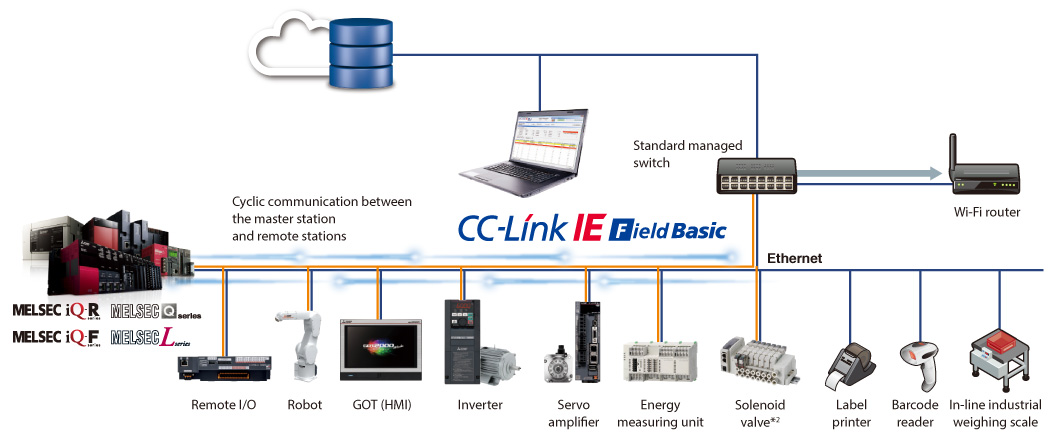 Standard managed
switch
Wi-Fi router
Cyclic communication between
the master station
and remote stations
CC-Link IE Field Basic
Ethernet
MELSEC iQ-R series
MELSEC Q series
MELSEC iQ-F series
MELSEC L series
Remote I/O
Robot
GOT (HMI)
Inverter
Servo
amplifier
Energy
measuring unit
Solenoid
valve*2
Label
printer
Barcode
reader
In-line industrial
weighing scale